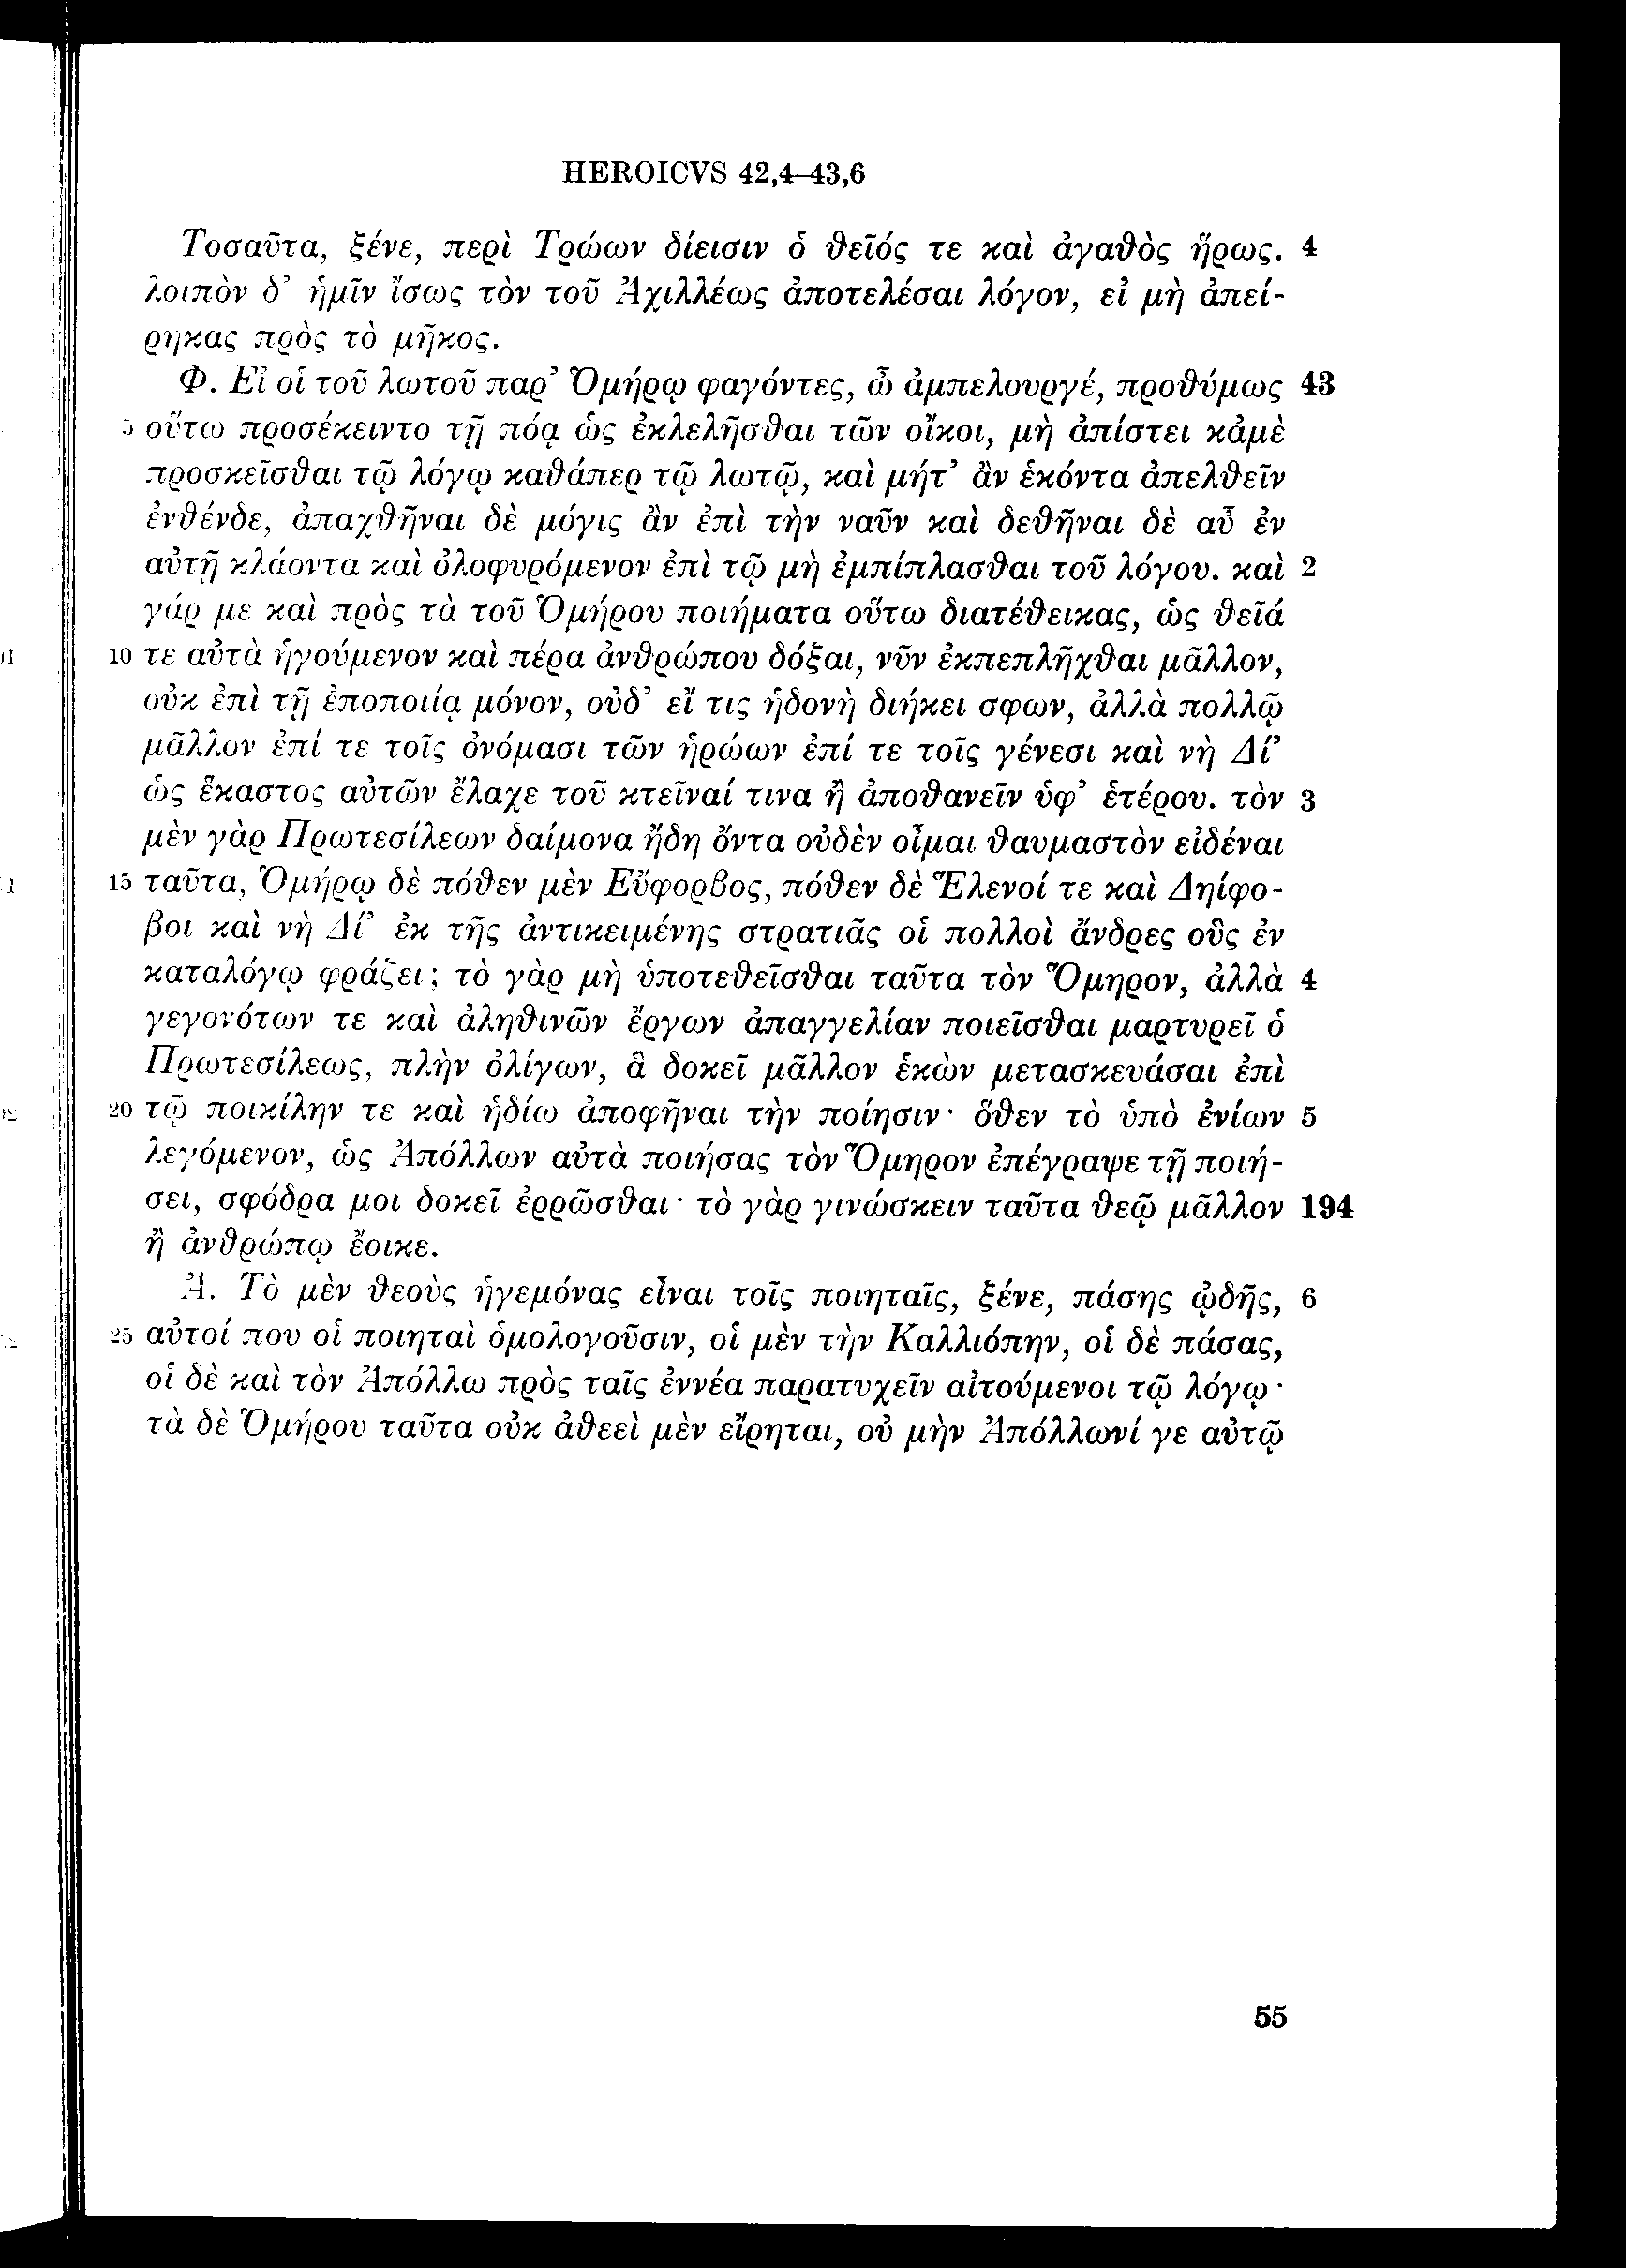 HEROICVS 42,4–43,6
Τοσαῦτα, ξένε, περὶ Τρώων δίεισιν ὁ θεῖός τε καὶ ἀγαθὸς ἥρως. 4
λοιπὸν δ’ ἡμῖν ἴσως τὸν τοῦ Ἀχιλλέως ἀποτελέσαι λόγον, εἰ μὴ ἀπεί-
ρηκας πρὸς τὸ μῆκος.
Φ. Εἰ οἱ τοῦ λωτοῦ παρ’ Ὁμήρῳ φαγόντες, ὦ ἀμπελουργέ, προθύμως 43
5 οὕτω προσέκειντο τῇ πόᾳ ὡς ἐκλελῆσθαι τῶν οἴκοι, μὴ ἀπίστει κἀμὲ
προσκεῖσθαι τῷ λόγῳ καθάπερ τῷ λωτῷ, καὶ μήτ’ ἂν ἑκόντα ἀπελθεῖν
ἐνθένδε, ἀπαχθῆναι δὲ μόγις ἂν ἐπὶ τὴν ναῦν καὶ δεθῆναι δὲ αὖ ἐν
αὐτῇ κλάοντα καὶ ὀλοφυρόμενον ἐπὶ τῷ μὴ ἐμπίπλασθαι τοῦ λόγου. καὶ 2
γάρ με καὶ πρὸς τὰ τοῦ Ὁμήρου ποιήματα οὕτω διατέθεικας, ὡς θεῖά
10 τε αὐτὰ ἡγούμενον καὶ πέρα ἀνθρώπου δόξαι, νῦν ἐκπεπλῆχθαι μᾶλλον,
οὐκ ἐπὶ τῇ ἐποποιίᾳ μόνον, οὐδ’ εἴ τις ἡδονὴ διήκει σφων, ἀλλὰ πολλῷ
μᾶλλον ἐπί τε τοῖς ὀνόμασι τῶν ἡρώων ἐπί τε τοῖς γένεσι καὶ νὴ Δί’
ὡς ἕκαστος αὐτῶν ἔλαχε τοῦ κτεῖναί τινα ἢ ἀποθανεῖν ὑφ’ ἑτέρου. τὸν 3
μὲν γὰρ Πρωτεσίλεων δαίμονα ἤδη ὄντα οὐδὲν οἶμαι θαυμαστὸν εἰδέναι
15 ταῦτα, Ὁμήρῳ δὲ πόθεν μὲν Εὔφορβος, πόθεν δὲ Ἕλενοί τε καὶ Δηίφο-
βοι καὶ νὴ Δί’ ἐκ τῆς ἀντικειμένης στρατιᾶς οἱ πολλοὶ ἄνδρες οὓς ἐν
καταλόγῳ φράζει; τὸ γὰρ μὴ ὑποτεθεῖσθαι ταῦτα τὸν Ὅμηρον, ἀλλὰ 4
γεγονότων τε καὶ ἀληθινῶν ἔργων ἀπαγγελίαν ποιεῖσθαι μαρτυρεῖ ὁ
Πρωτεσίλεως, πλὴν ὀλίγων, ἃ δοκεῖ μᾶλλον ἑκὼν μετασκευάσαι ἐπὶ
20 τῷ ποικίλην τε καὶ ἡδίω ἀποφῆναι τὴν ποίησιν· ὅθεν τὸ ὑπὸ ἐνίων 5
λεγόμενον, ὡς Ἀπόλλων αὐτὰ ποιήσας τὸν Ὅμηρον ἐπέγραψε τῇ ποιή-
σει, σφόδρα μοι δοκεῖ ἐρρῶσθαι· τὸ γὰρ γινώσκειν ταῦτα θεῷ μᾶλλον 194
ἢ ἀνθρώπῳ ἔοικε.
Ἀ. Τὸ μὲν θεοὺς ἡγεμόνας εἶναι τοῖς ποιηταῖς, ξένε, πάσης ᾠδῆς, 6
25 αὐτοί που οἱ ποιηταὶ ὁμολογοῦσιν, οἱ μὲν τὴν Καλλιόπην, οἱ δὲ πάσας,
οἱ δὲ καὶ τὸν Ἀπόλλω πρὸς ταῖς ἐννέα παρατυχεῖν αἰτούμενοι τῷ λόγῳ·
τὰ δὲ Ὁμήρου ταῦτα οὐκ ἀθεεὶ μὲν εἴρηται, οὐ μὴν Ἀπόλλωνί γε αὐτῷ
55